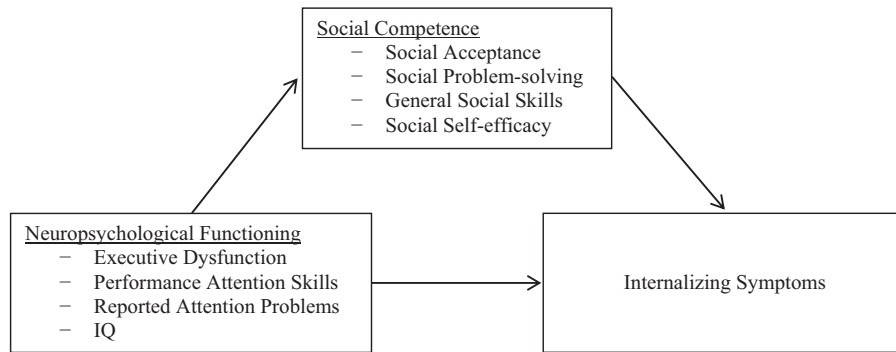 Social Competence
− Social Acceptance
− Social Problem-solving
− General Social Skills
− Social Self-efficacy
Neuropsychological Functioning
− Executive Dysfunction
− Performance Attention Skills
− Reported Attention Problems
− IQ
Internalizing Symptoms